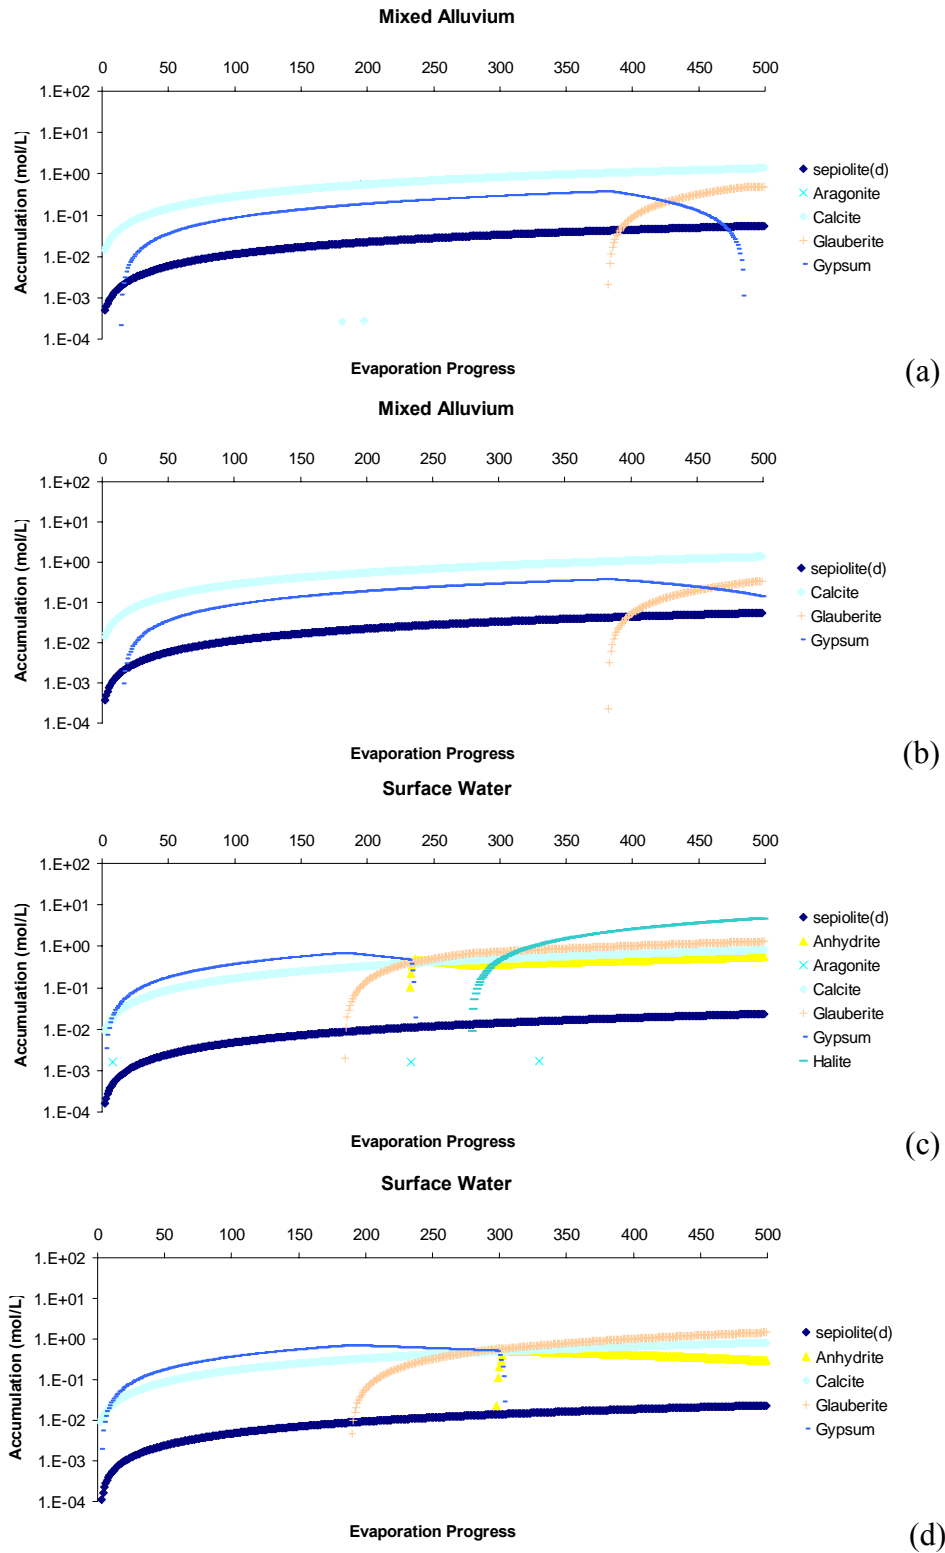 Mixed Alluvium
0 50 100 150 200 250 300 350 400 450 500
Accumulation (mol/L)
1.E+02
1.E+01
1.E+00
1.E-01
1.E-02
1.E-03
1.E-04
sepiolite(d)
Aragonite
Calcite
Glauberite
Gypsum
Evaporation Progress
(a)
Mixed Alluvium
0 50 100 150 200 250 300 350 400 450 500
Accumulation (mol/L)
1.E+02
1.E+01
1.E+00
1.E-01
1.E-02
1.E-03
1.E-04
sepiolite(d)
Calcite
Glauberite
Gypsum
Evaporation Progress
(b)
Surface Water
0 50 100 150 200 250 300 350 400 450 500
Accumulation (mol/L)
1.E+02
1.E+01
1.E+00
1.E-01
1.E-02
1.E-03
1.E-04
sepiolite(d)
Anhydrite
Aragonite
Calcite
Glauberite
Gypsum
Halite
Evaporation Progress
(c)
Surface Water
0 50 100 150 200 250 300 350 400 450 500
Accumulation (mol/L)
1.E+02
1.E+01
1.E+00
1.E-01
1.E-02
1.E-03
1.E-04
sepiolite(d)
Anhydrite
Calcite
Glauberite
Gypsum
Evaporation Progress
(d)